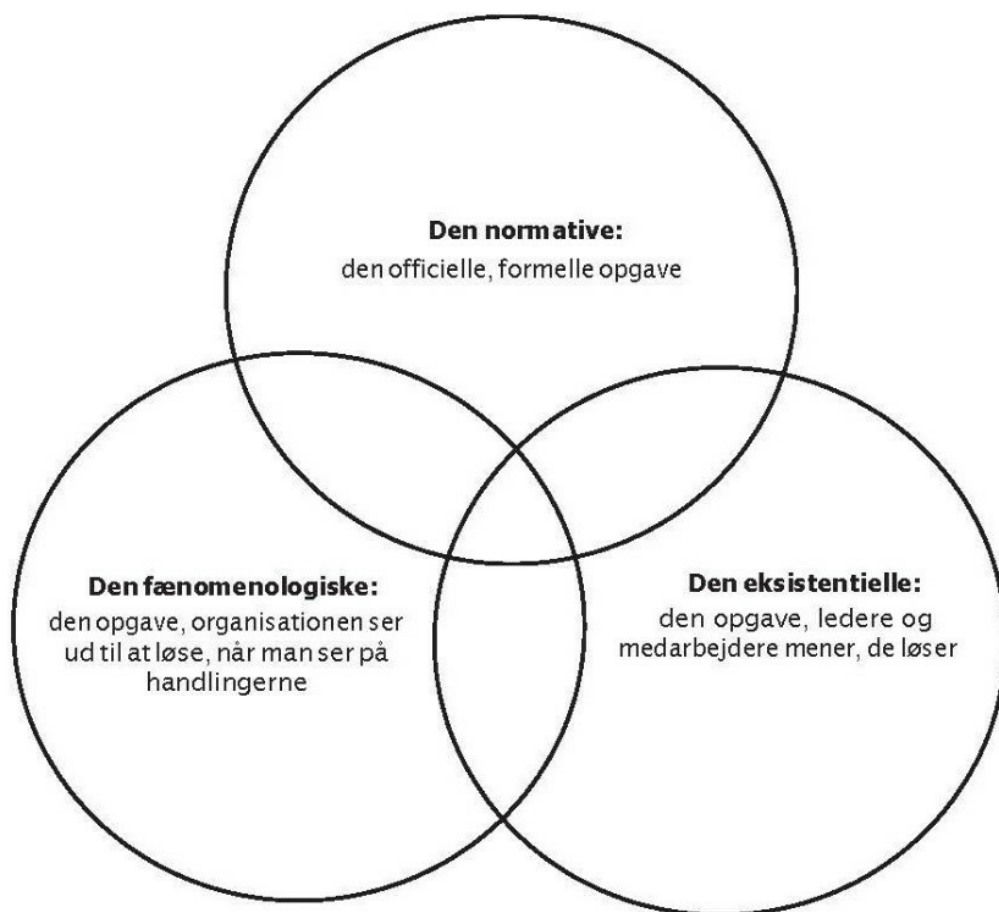 Den normative:
den officielle, formelle opgave
Den fænomenologiske:
den opgave, organisationen ser
ud til at løse, når man ser på
handlingerne
Den eksistentielle:
den opgave, ledere og
medarbejdere mener, de løser